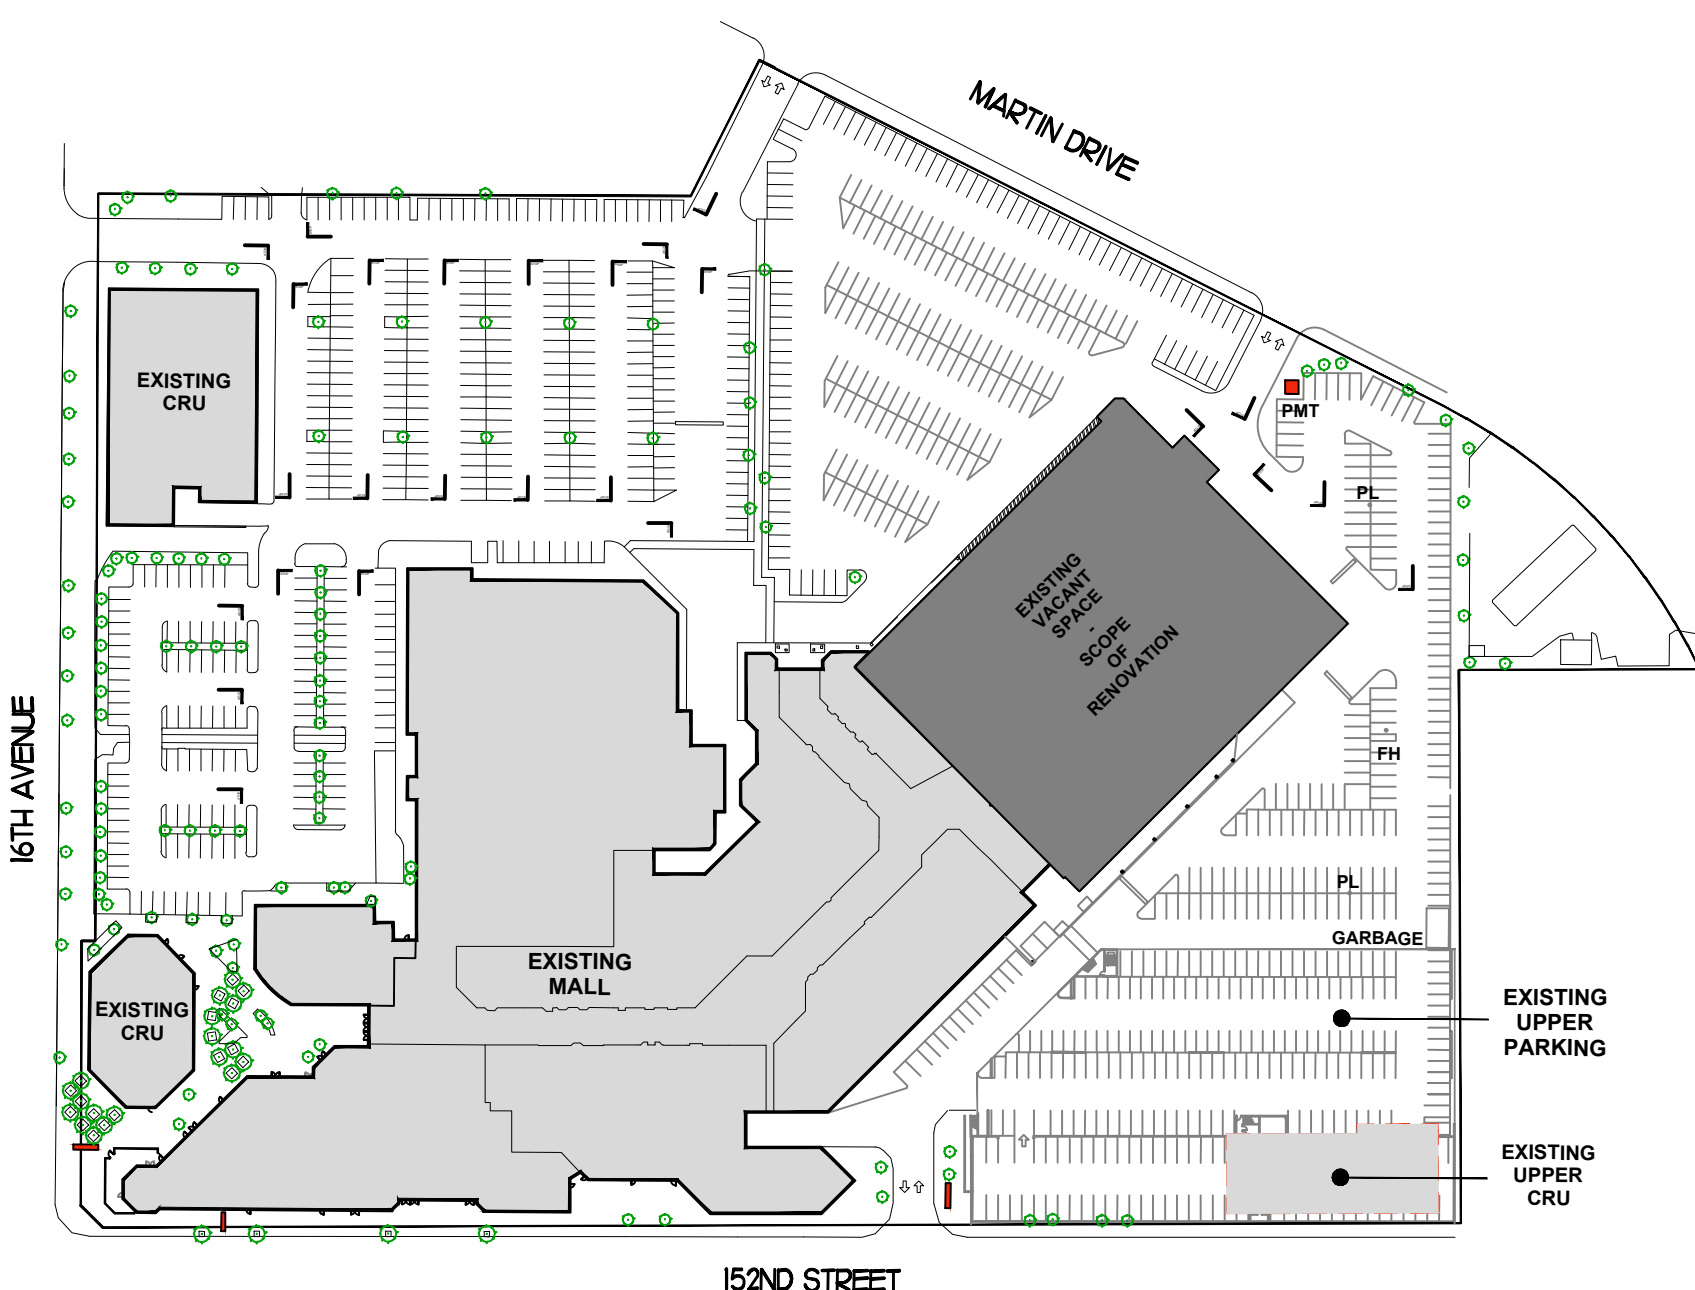 MARTIN DRIVE
EXISTING
CRU
PMT
PL
EXISTING
VACANT
SPACE
-
SCOPE
OF
RENOVATION
16TH AVENUE
FH
PL
GARBAGE
EXISTING
MALL
EXISTING
CRU
EXISTING
UPPER
PARKING
EXISTING
UPPER
CRU
152ND STREET